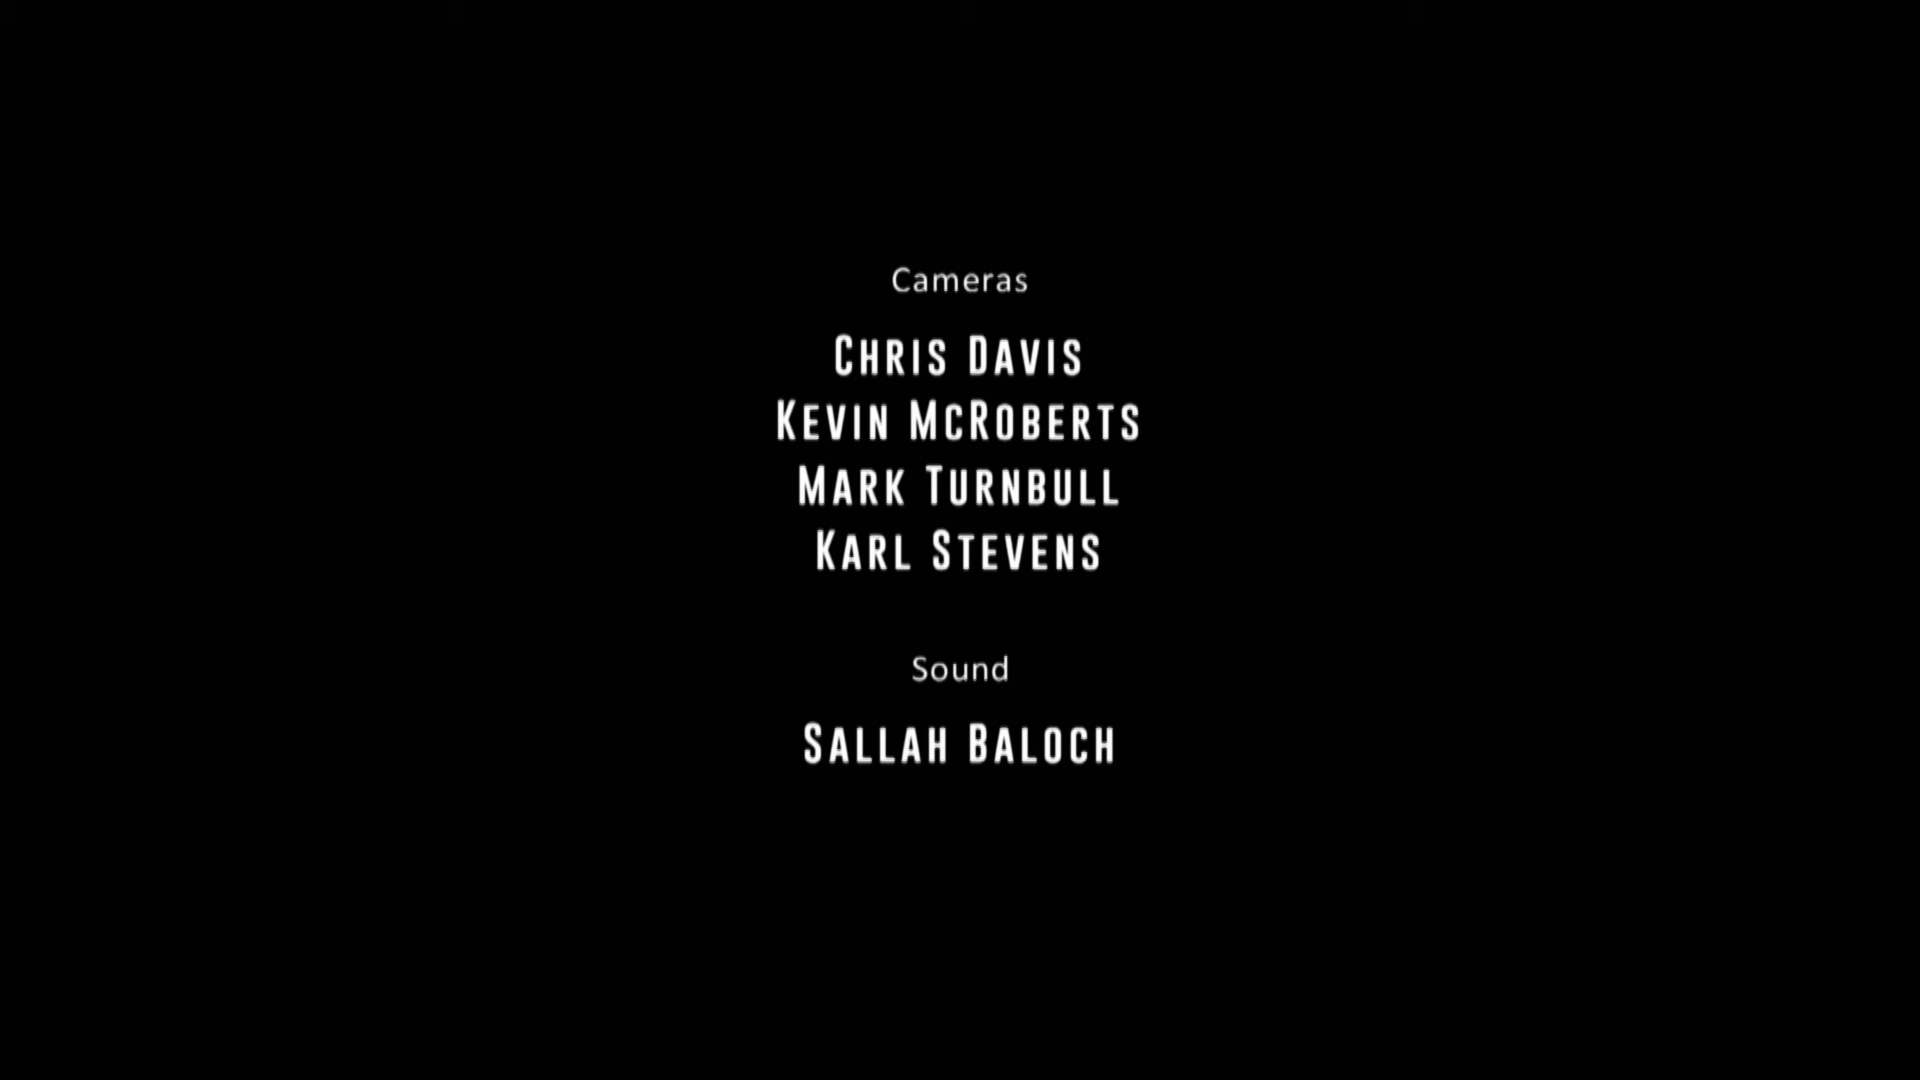 Cameras
Chris Davis
Kevin McRoberts
Mark Turnbull
Karl Stevens
Sound
Sallah Baloch